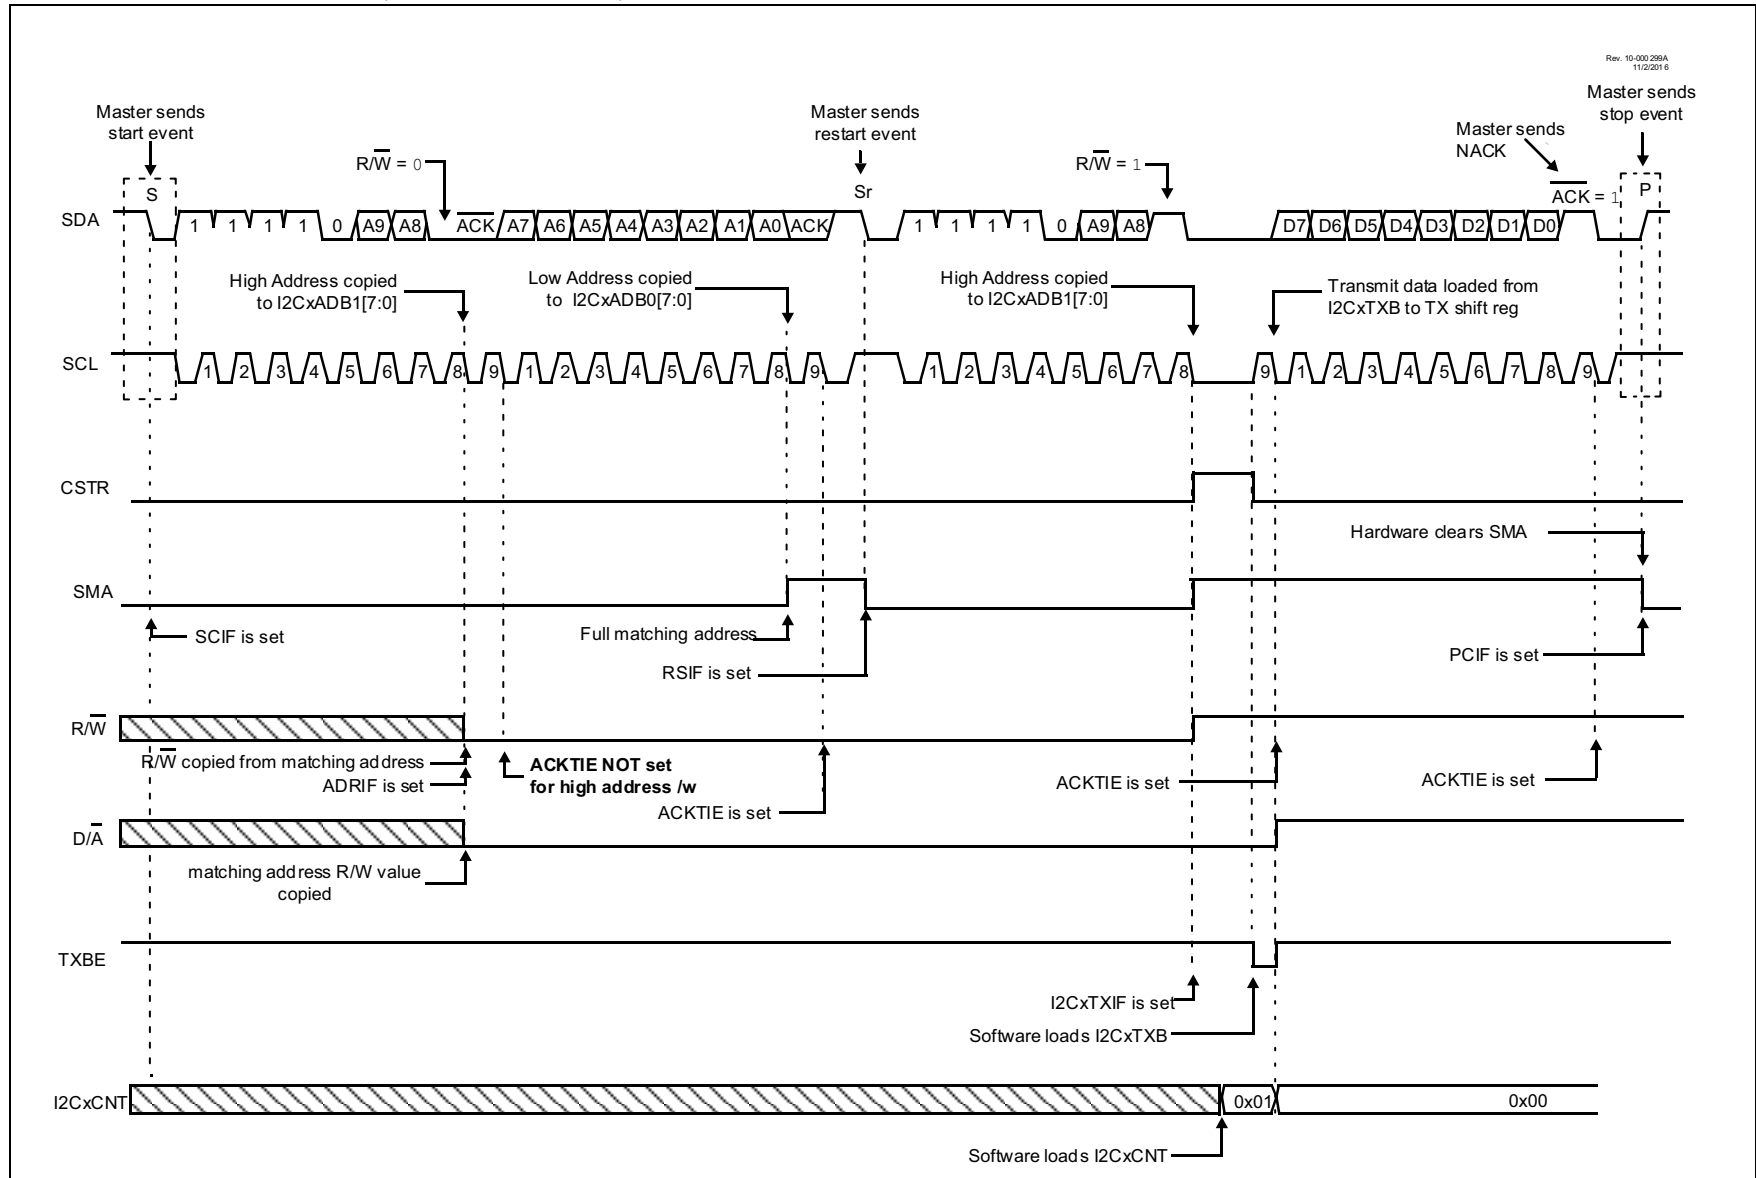 Rev. 10-000 299A
11/2/201 6
Master sends
start event
Master sends
restart event
Master sends
stop event
Master sends
NACK
R/W = 0
R/W = 1
ACK = 1
S
Sr
P
SDA
1 1 1 1 0 A9 A8 ACK A7 A6 A5 A4 A3 A2 A1 A0 ACK 1 1 1 1 0 A9 A8 D7 D6 D5 D4 D3 D2 D1 D0
High Address copied
to I2CxADB1[7:0]
Low Address copied
to I2CxADB0[7:0]
High Address copied
to I2CxADB1[7:0]
Transmit data loaded from
I2CxTXB to TX shift reg
SCL
1 2 3 4 5 6 7 8 9 1 2 3 4 5 6 7 8 9 1 2 3 4 5 6 7 8 9 1 2 3 4 5 6 7 8 9
CSTR
Hardware clears SMA
SMA
SCIF is set
Full matching address
RSIF is set
PCIF is set
R/W
R/W copied from matching address
ADRIF is set
ACKTIE NOT set
for high address /w
ACKTIE is set
ACKTIE is set
ACKTIE is set
D/A
matching address R/W value
copied
TXBE
I2CxTXIF is set
Software loads I2CxTXB
I2CxCNT
0x01
0x00
Software loads I2CxCNT